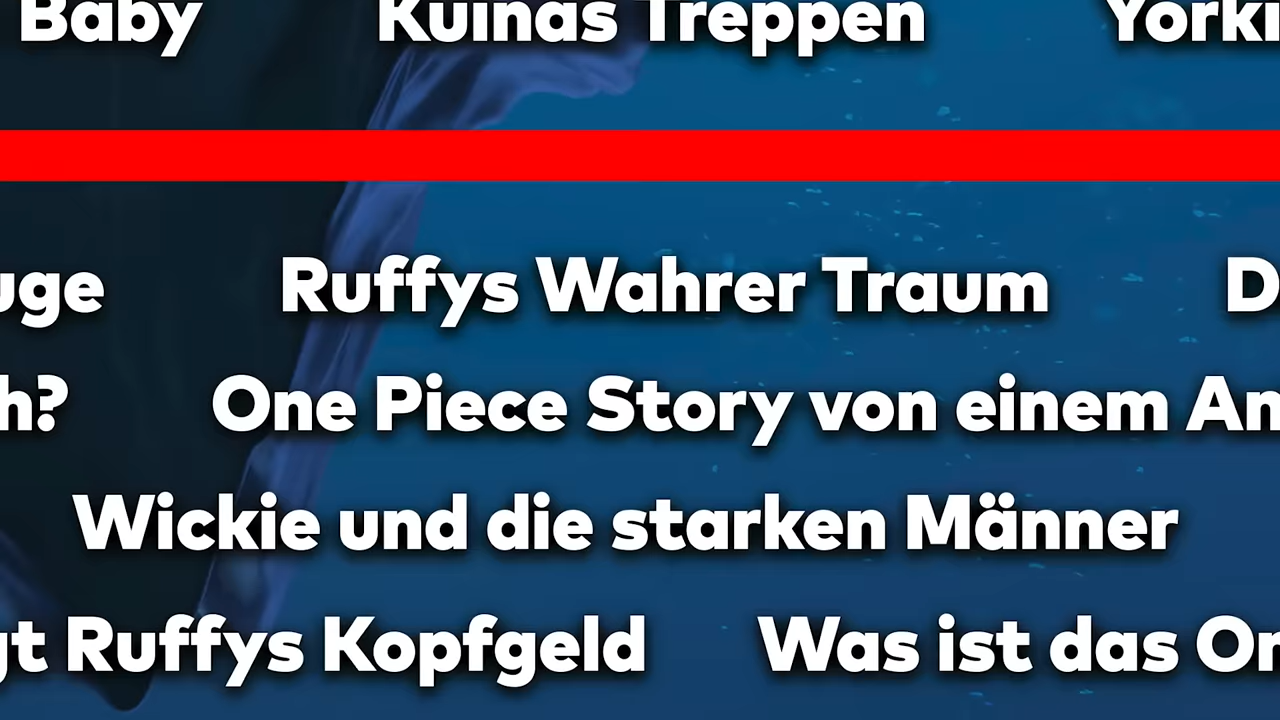 Baby Kuinas Treppen
Ruffys Wahrer Traum
One Piece Story von einem
Wickie und die starken Männer
Ruffys Kopfgeld Was ist das